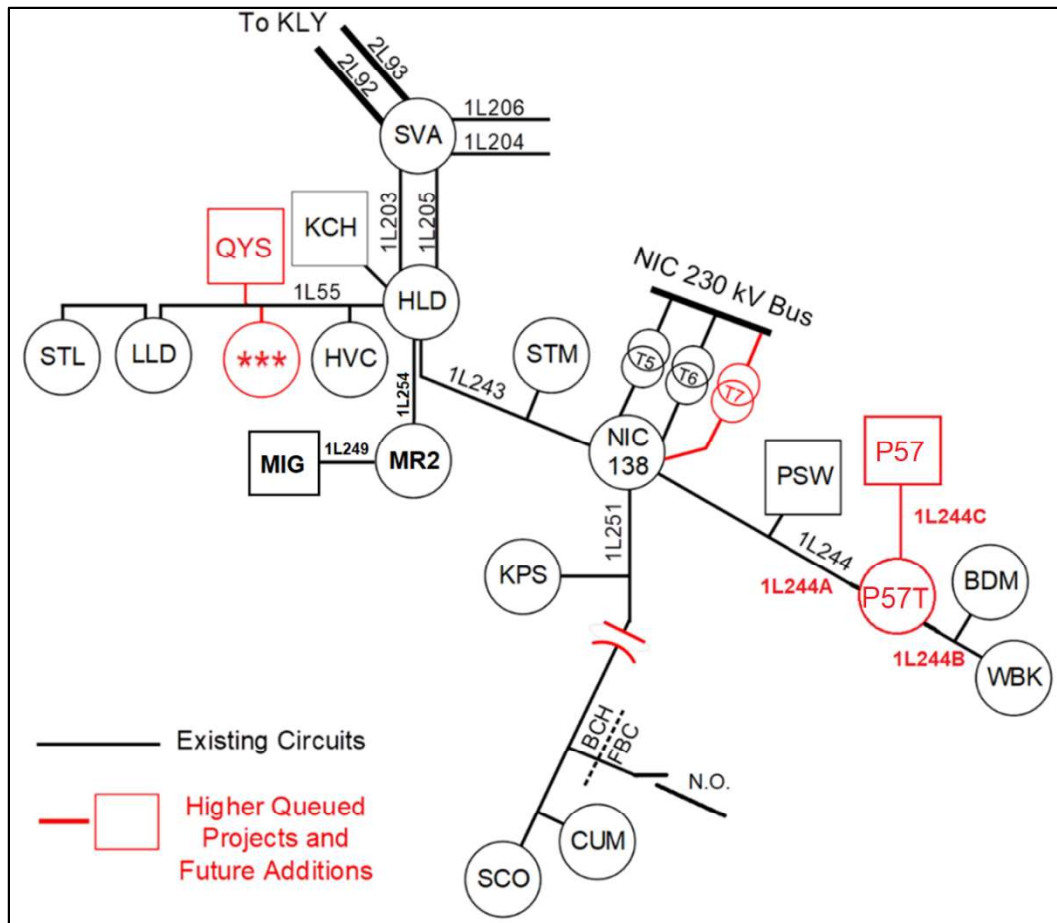 To KLY
2L93
2L92
SVA
1L206
1L204
1L203
1L205
KCH
QYS
1L55
HLD
NIC 230 kV Bus
STL
LLD
***
HVC
STM
T5
T6
T7
1L243
1L254
NIC
138
MIG
1L249
MR2
PSW
P57
1L244C
1L251
1L244
KPS
1L244A
P57T
BDM
1L244B
WBK
BCH
FBC
N.O.
CUM
SCO
Existing Circuits
Higher Queued
Projects and
Future Additions